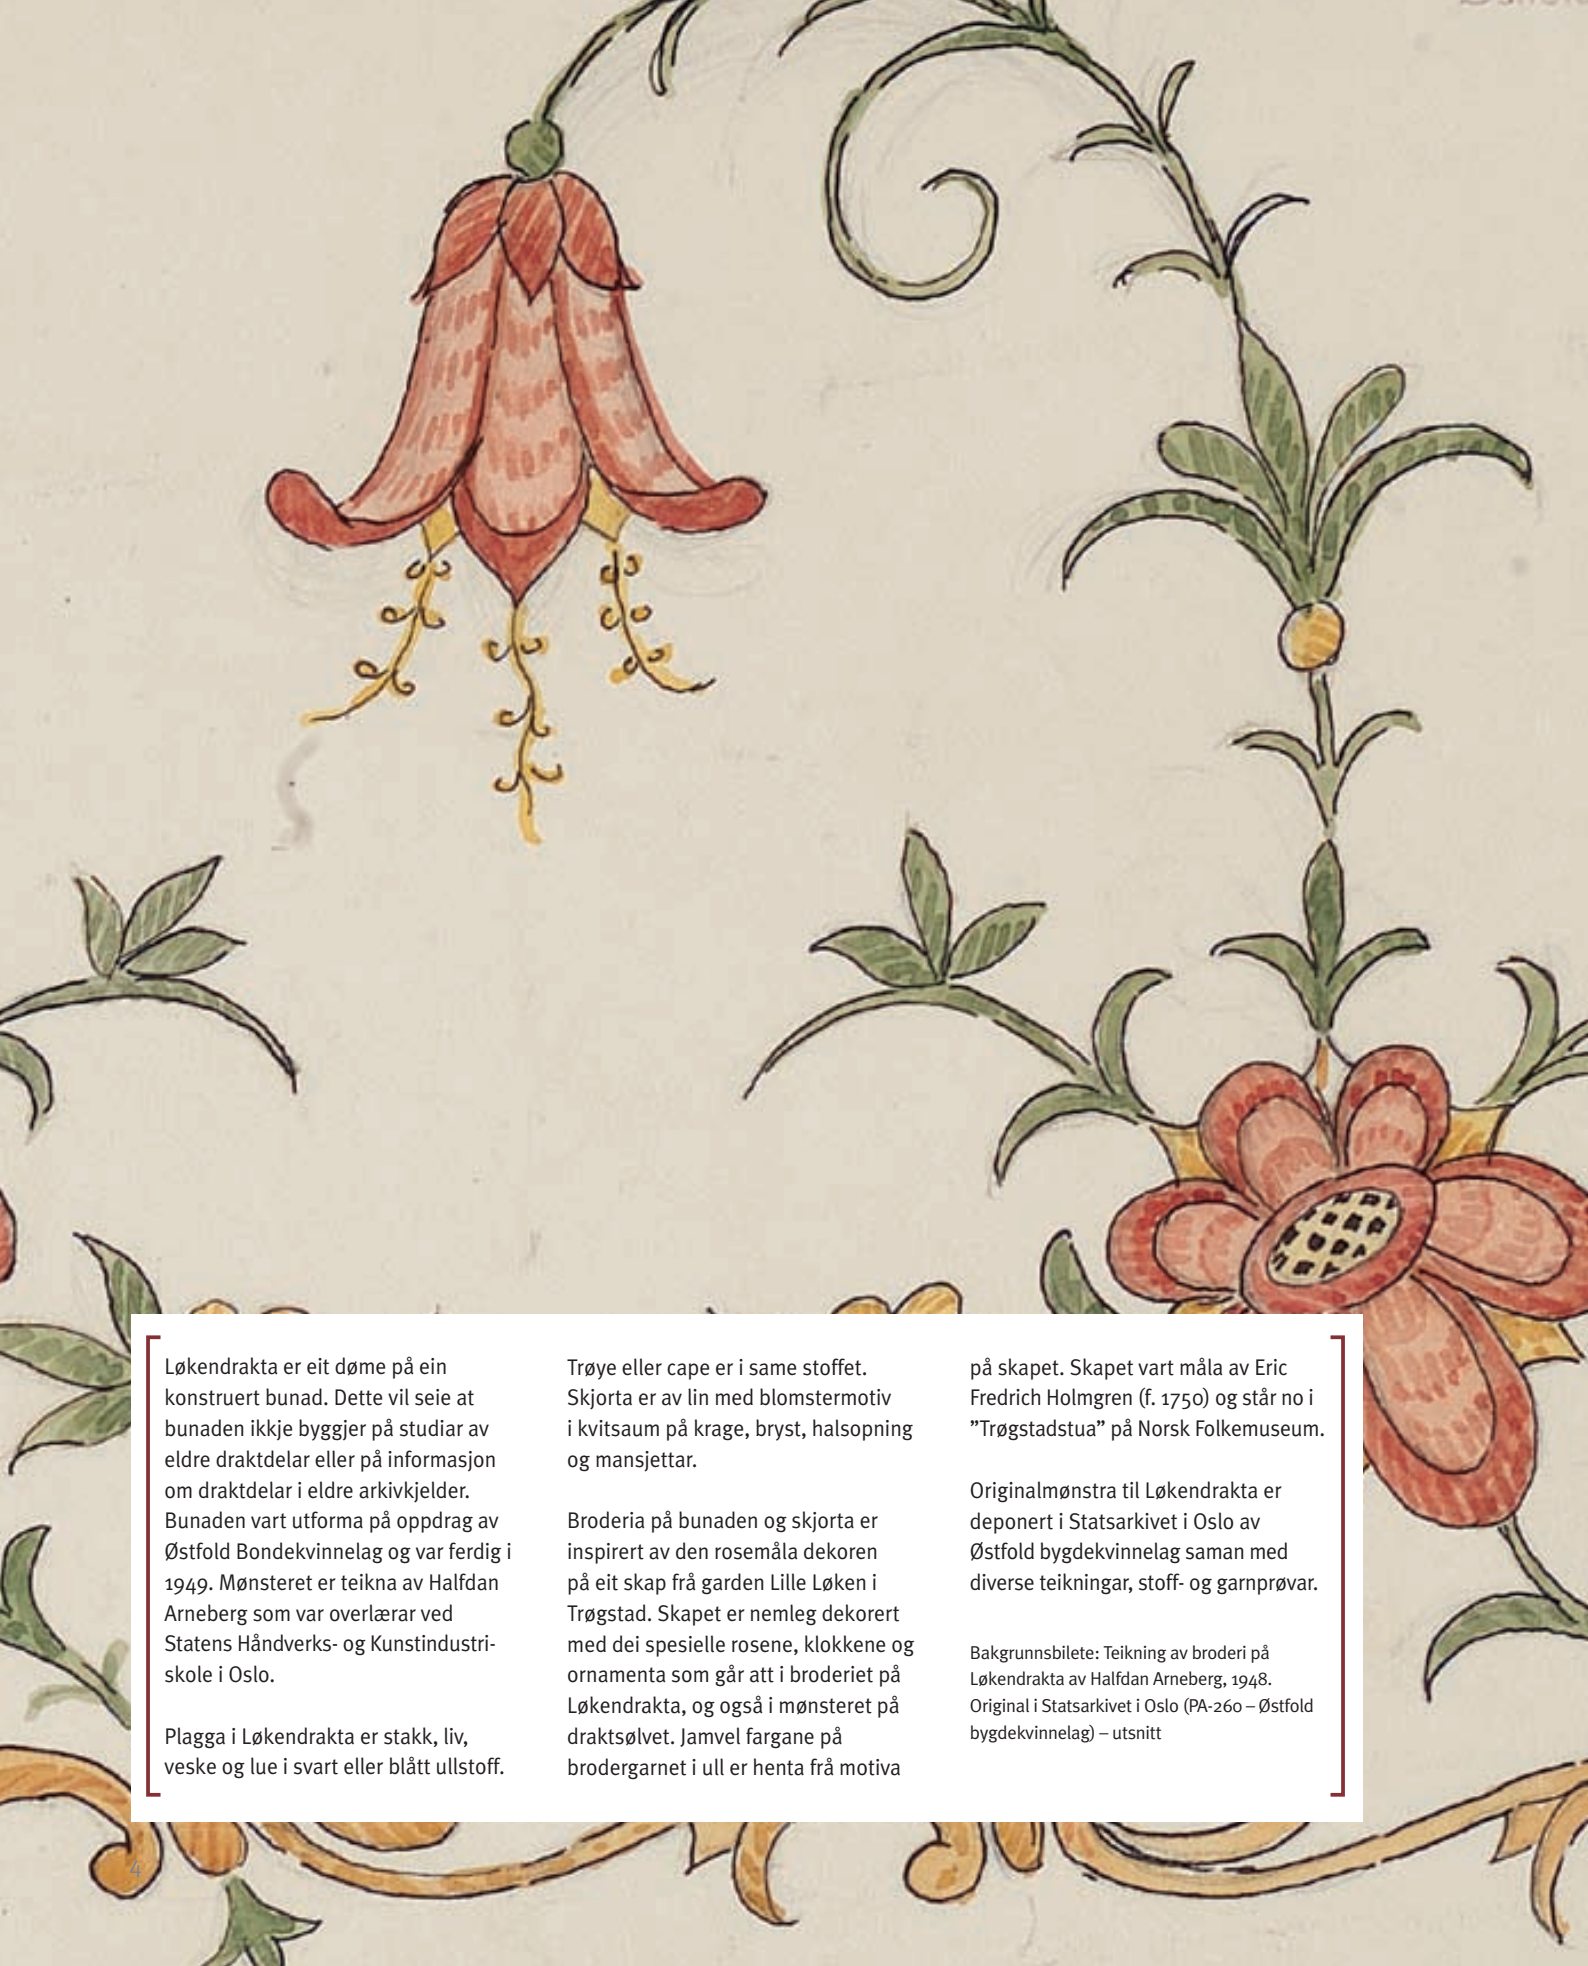 Løkendrakta er eit døme på ein
konstruert bunad. Dette vil seie at
bunaden ikkje byggjer på studiar av
eldre draktdelar eller på informasjon
om draktdelar i eldre arkivkjelder.
Bunaden vart utforma på oppdrag av
Østfold Bondekvinnelag og var ferdig i
1949. Mønsteret er teikna av Halfdan
Arneberg som var overlærar ved
Statens Håndverks- og Kunstindustri-
skole i Oslo.

Plagga i Løkendrakta er stakk, liv,
veske og lue i svart eller blått ullstoff.
Trøye eller cape er i same stoffet.
Skjorta er av lin med blomstermotiv
i kvitsaum på krage, bryst, halsopning
og mansjettar.

Broderia på bunaden og skjorta er
inspirert av den rosemåla dekoren
på eit skap frå garden Lille Løken i
Trøgstad. Skapet er nemleg dekorert
med dei spesielle rosene, klokkene og
ornamenta som går att i broderiet på
Løkendrakta, og også i mønsteret på
draktsølvet. Jamvel fargane på
brodergarnet i ull er henta frå motiva
på skapet. Skapet vart måla av Eric
Fredrich Holmgren (f. 1750) og står no i
”Trøgstadstua” på Norsk Folkemuseum.

Originalmønstra til Løkendrakta er
deponert i Statsarkivet i Oslo av
Østfold bygdekvinnelag saman med
diverse teikningar, stoff- og garnprøvar.

Bakgrunnsbilete: Teikning av broderi på
Løkendrakta av Halfdan Arneberg, 1948.
Original i Statsarkivet i Oslo (PA-260 – Østfold
bygdekvinnelag) – utsnitt
4